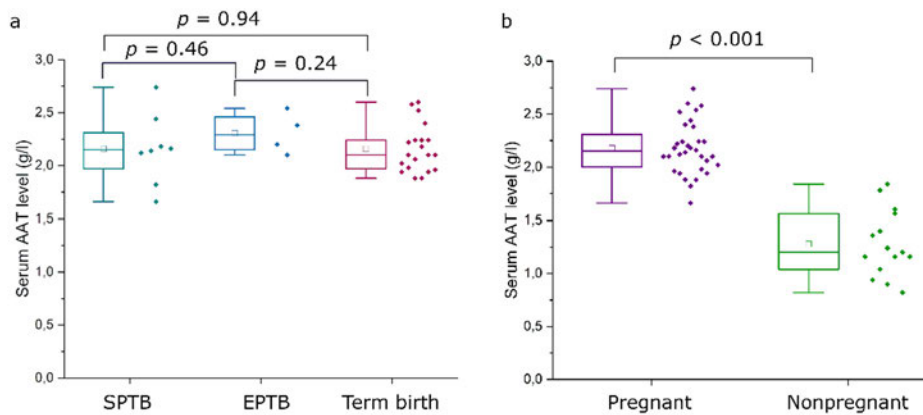 a
p = 0.94
p = 0.46
p = 0.24
Serum AAT level (g/l)
3,0
2,5
2,0
1,5
1,0
0,5
0,0
SPTB EPTB Term birth
b
p < 0.001
Serum AAT level (g/l)
3,0
2,5
2,0
1,5
1,0
0,5
0,0
Pregnant Nonpregnant